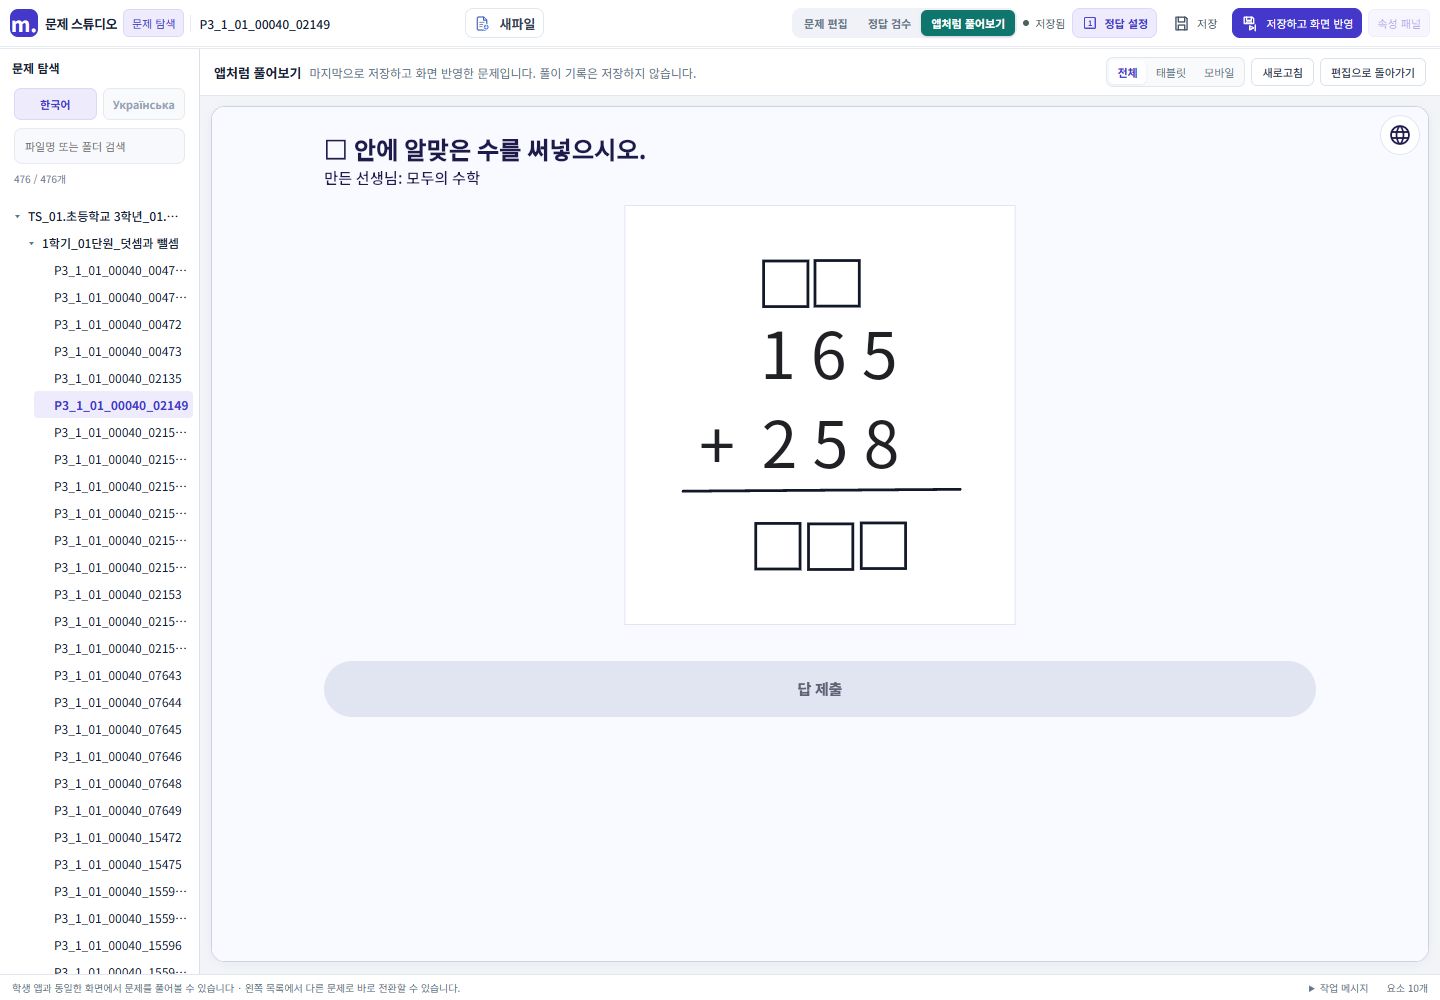 m. 문제 스튜디오 문제 탐색 P3_1_01_00040_02149 새파일 문제 편집 정답 검수 앱처럼 풀어보기 저장됨 1 정답 설정 저장 저장하고 화면 반영 속성 패널
문제 탐색
한국어 Українська
파일명 또는 폴더 검색
476 / 476개
TS_01.초등학교 3학년_01.···
1학기_01단원_덧셈과 뺄셈
P3_1_01_00040_0047···
P3_1_01_00040_0047···
P3_1_01_00040_00472
P3_1_01_00040_00473
P3_1_01_00040_02135
P3_1_01_00040_02149
P3_1_01_00040_0215···
P3_1_01_00040_0215···
P3_1_01_00040_0215···
P3_1_01_00040_0215···
P3_1_01_00040_0215···
P3_1_01_00040_0215···
P3_1_01_00040_02153
P3_1_01_00040_0215···
P3_1_01_00040_0215···
P3_1_01_00040_07643
P3_1_01_00040_07644
P3_1_01_00040_07645
P3_1_01_00040_07646
P3_1_01_00040_07648
P3_1_01_00040_07649
P3_1_01_00040_15472
P3_1_01_00040_15475
P3_1_01_00040_1559···
P3_1_01_00040_1559···
P3_1_01_00040_15596
P3_1_01_00040_1559···
앱처럼 풀어보기 마지막으로 저장하고 화면 반영한 문제입니다. 풀이 기록은 저장하지 않습니다. 전체 태블릿 모바일 새로고침 편집으로 돌아가기
□ 안에 알맞은 수를 써넣으시오.
만든 선생님: 모두의 수학
□□
1 6 5
+ 2 5 8
□□□
답 제출
학생 앱과 동일한 화면에서 문제를 풀어볼 수 있습니다 · 왼쪽 목록에서 다른 문제로 바로 전환할 수 있습니다. ▶ 작업 메시지 요소 10개